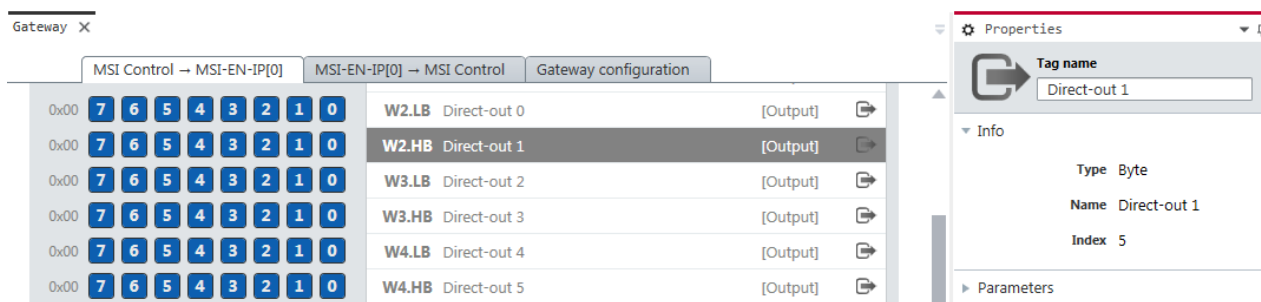 Gateway ✕
MSI Control → MSI-EN-IP[0] MSI-EN-IP[0] → MSI Control Gateway configuration
0x00 7 6 5 4 3 2 1 0 W2.LB Direct-out 0 [Output]
0x00 7 6 5 4 3 2 1 0 W2.HB Direct-out 1 [Output]
0x00 7 6 5 4 3 2 1 0 W3.LB Direct-out 2 [Output]
0x00 7 6 5 4 3 2 1 0 W3.HB Direct-out 3 [Output]
0x00 7 6 5 4 3 2 1 0 W4.LB Direct-out 4 [Output]
0x00 7 6 5 4 3 2 1 0 W4.HB Direct-out 5 [Output]
Properties
Tag name
Direct-out 1
Info
Type Byte
Name Direct-out 1
Index 5
Parameters